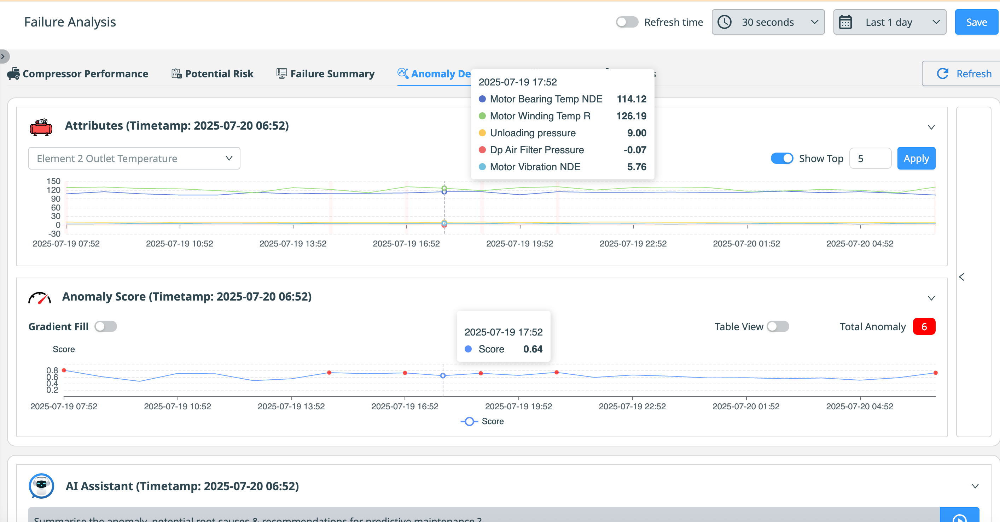 Failure Analysis
Refresh time
30 seconds
Last 1 day
Save
Compressor Performance
Potential Risk
Failure Summary
Anomaly De
Refresh
2025-07-19 17:52
Motor Bearing Temp NDE 114.12
Motor Winding Temp R 126.19
Unloading pressure 9.00
Dp Air Filter Pressure -0.07
Motor Vibration NDE 5.76
Attributes (Timetamp: 2025-07-20 06:52)
Element 2 Outlet Temperature
Show Top 5 Apply
150
120
90
60
30
0
-30
2025-07-19 07:52 2025-07-19 10:52 2025-07-19 13:52 2025-07-19 16:52 2025-07-19 19:52 2025-07-19 22:52 2025-07-20 01:52 2025-07-20 04:52
Anomaly Score (Timetamp: 2025-07-20 06:52)
Gradient Fill
Table View
Total Anomaly 6
2025-07-19 17:52
Score 0.64
Score
0.8
0.6
0.4
0.2
2025-07-19 07:52 2025-07-19 10:52 2025-07-19 13:52 2025-07-19 16:52 2025-07-19 19:52 2025-07-19 22:52 2025-07-20 01:52 2025-07-20 04:52
Score
AI Assistant (Timetamp: 2025-07-20 06:52)
Summarise the anomaly, potential root causes & recommendations for predictive maintenance ?